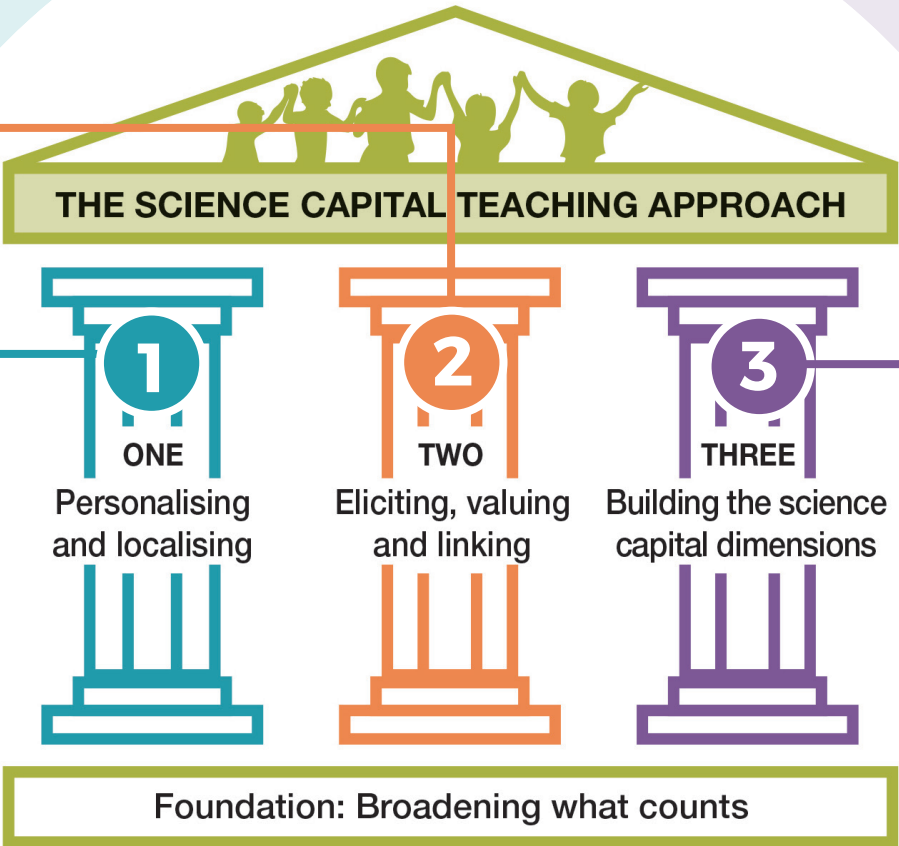 THE SCIENCE CAPITAL TEACHING APPROACH
1
ONE
Personalising
and localising
2
TWO
Eliciting, valuing
and linking
3
THREE
Building the science
capital dimensions
Foundation: Broadening what counts